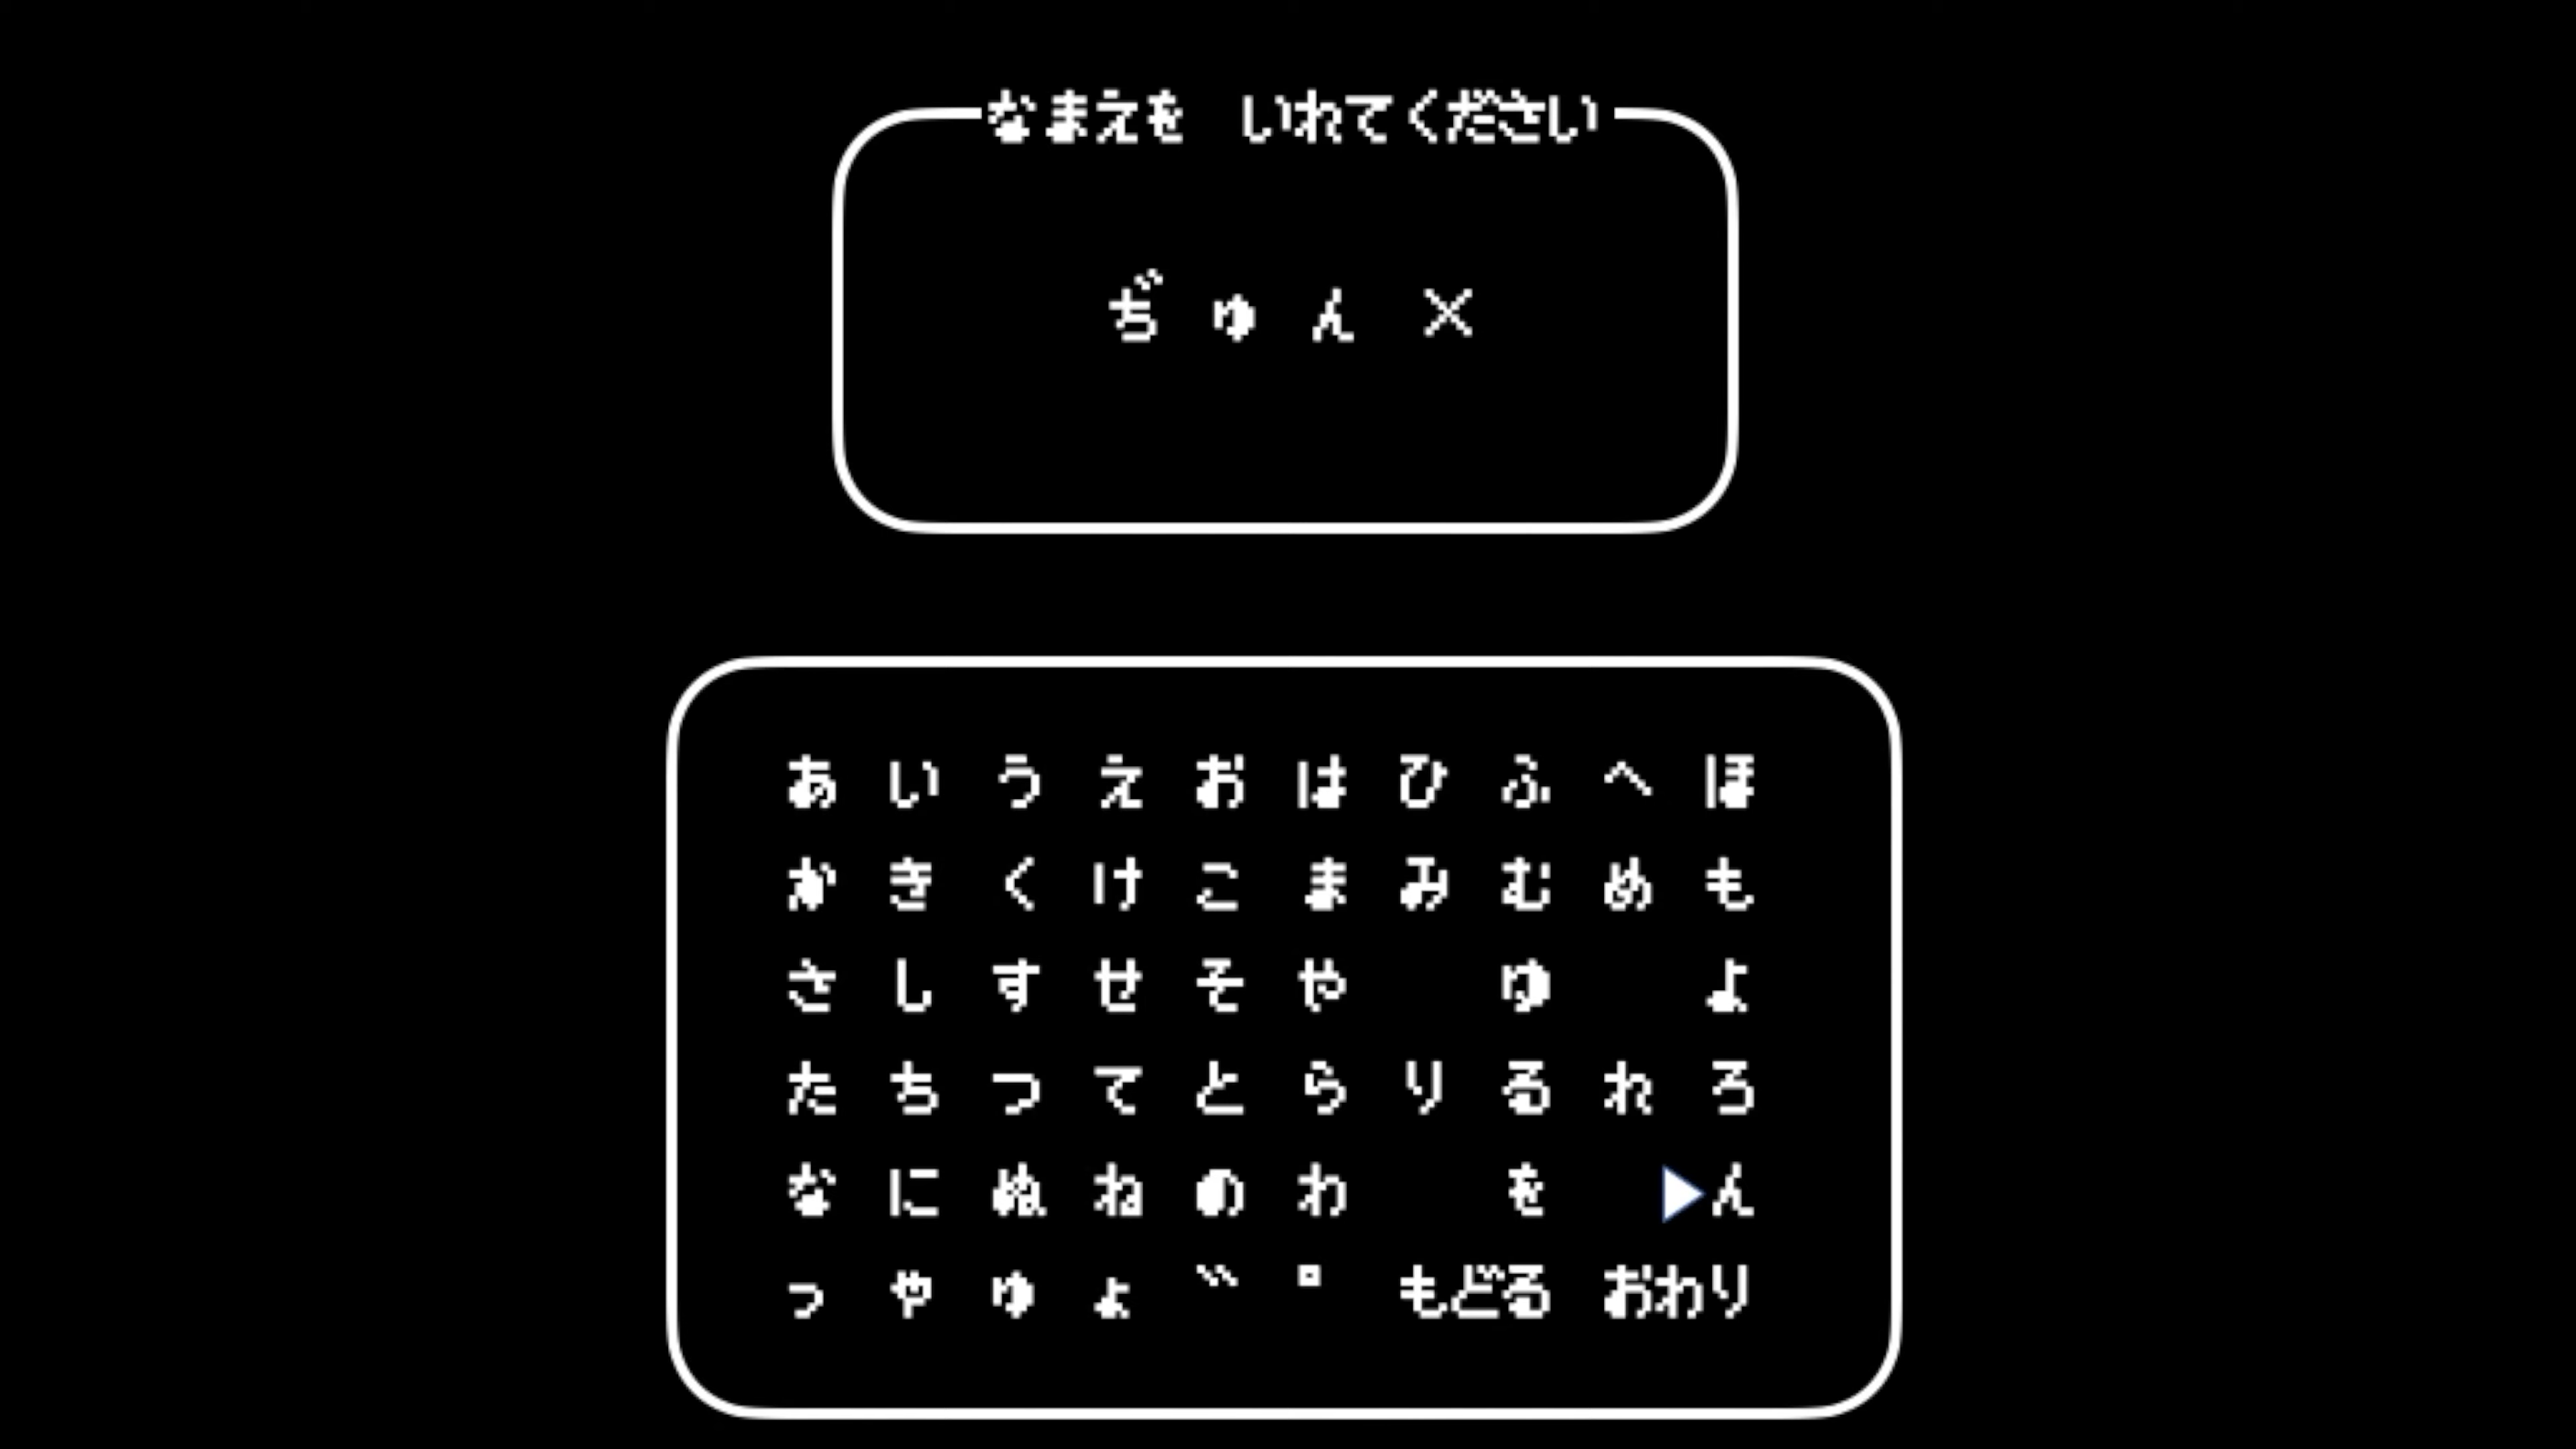 なまえを いれてください
ぢゅん×
あ い う え お は ひ ふ へ ほ
か き く け こ ま み む め も
さ し す せ そ や ゆ よ
た ち つ て と ら り る れ ろ
な に ぬ ね の わ を ▶ん
っ ゃ ゅ ょ ゛ ゜ もどる おわり